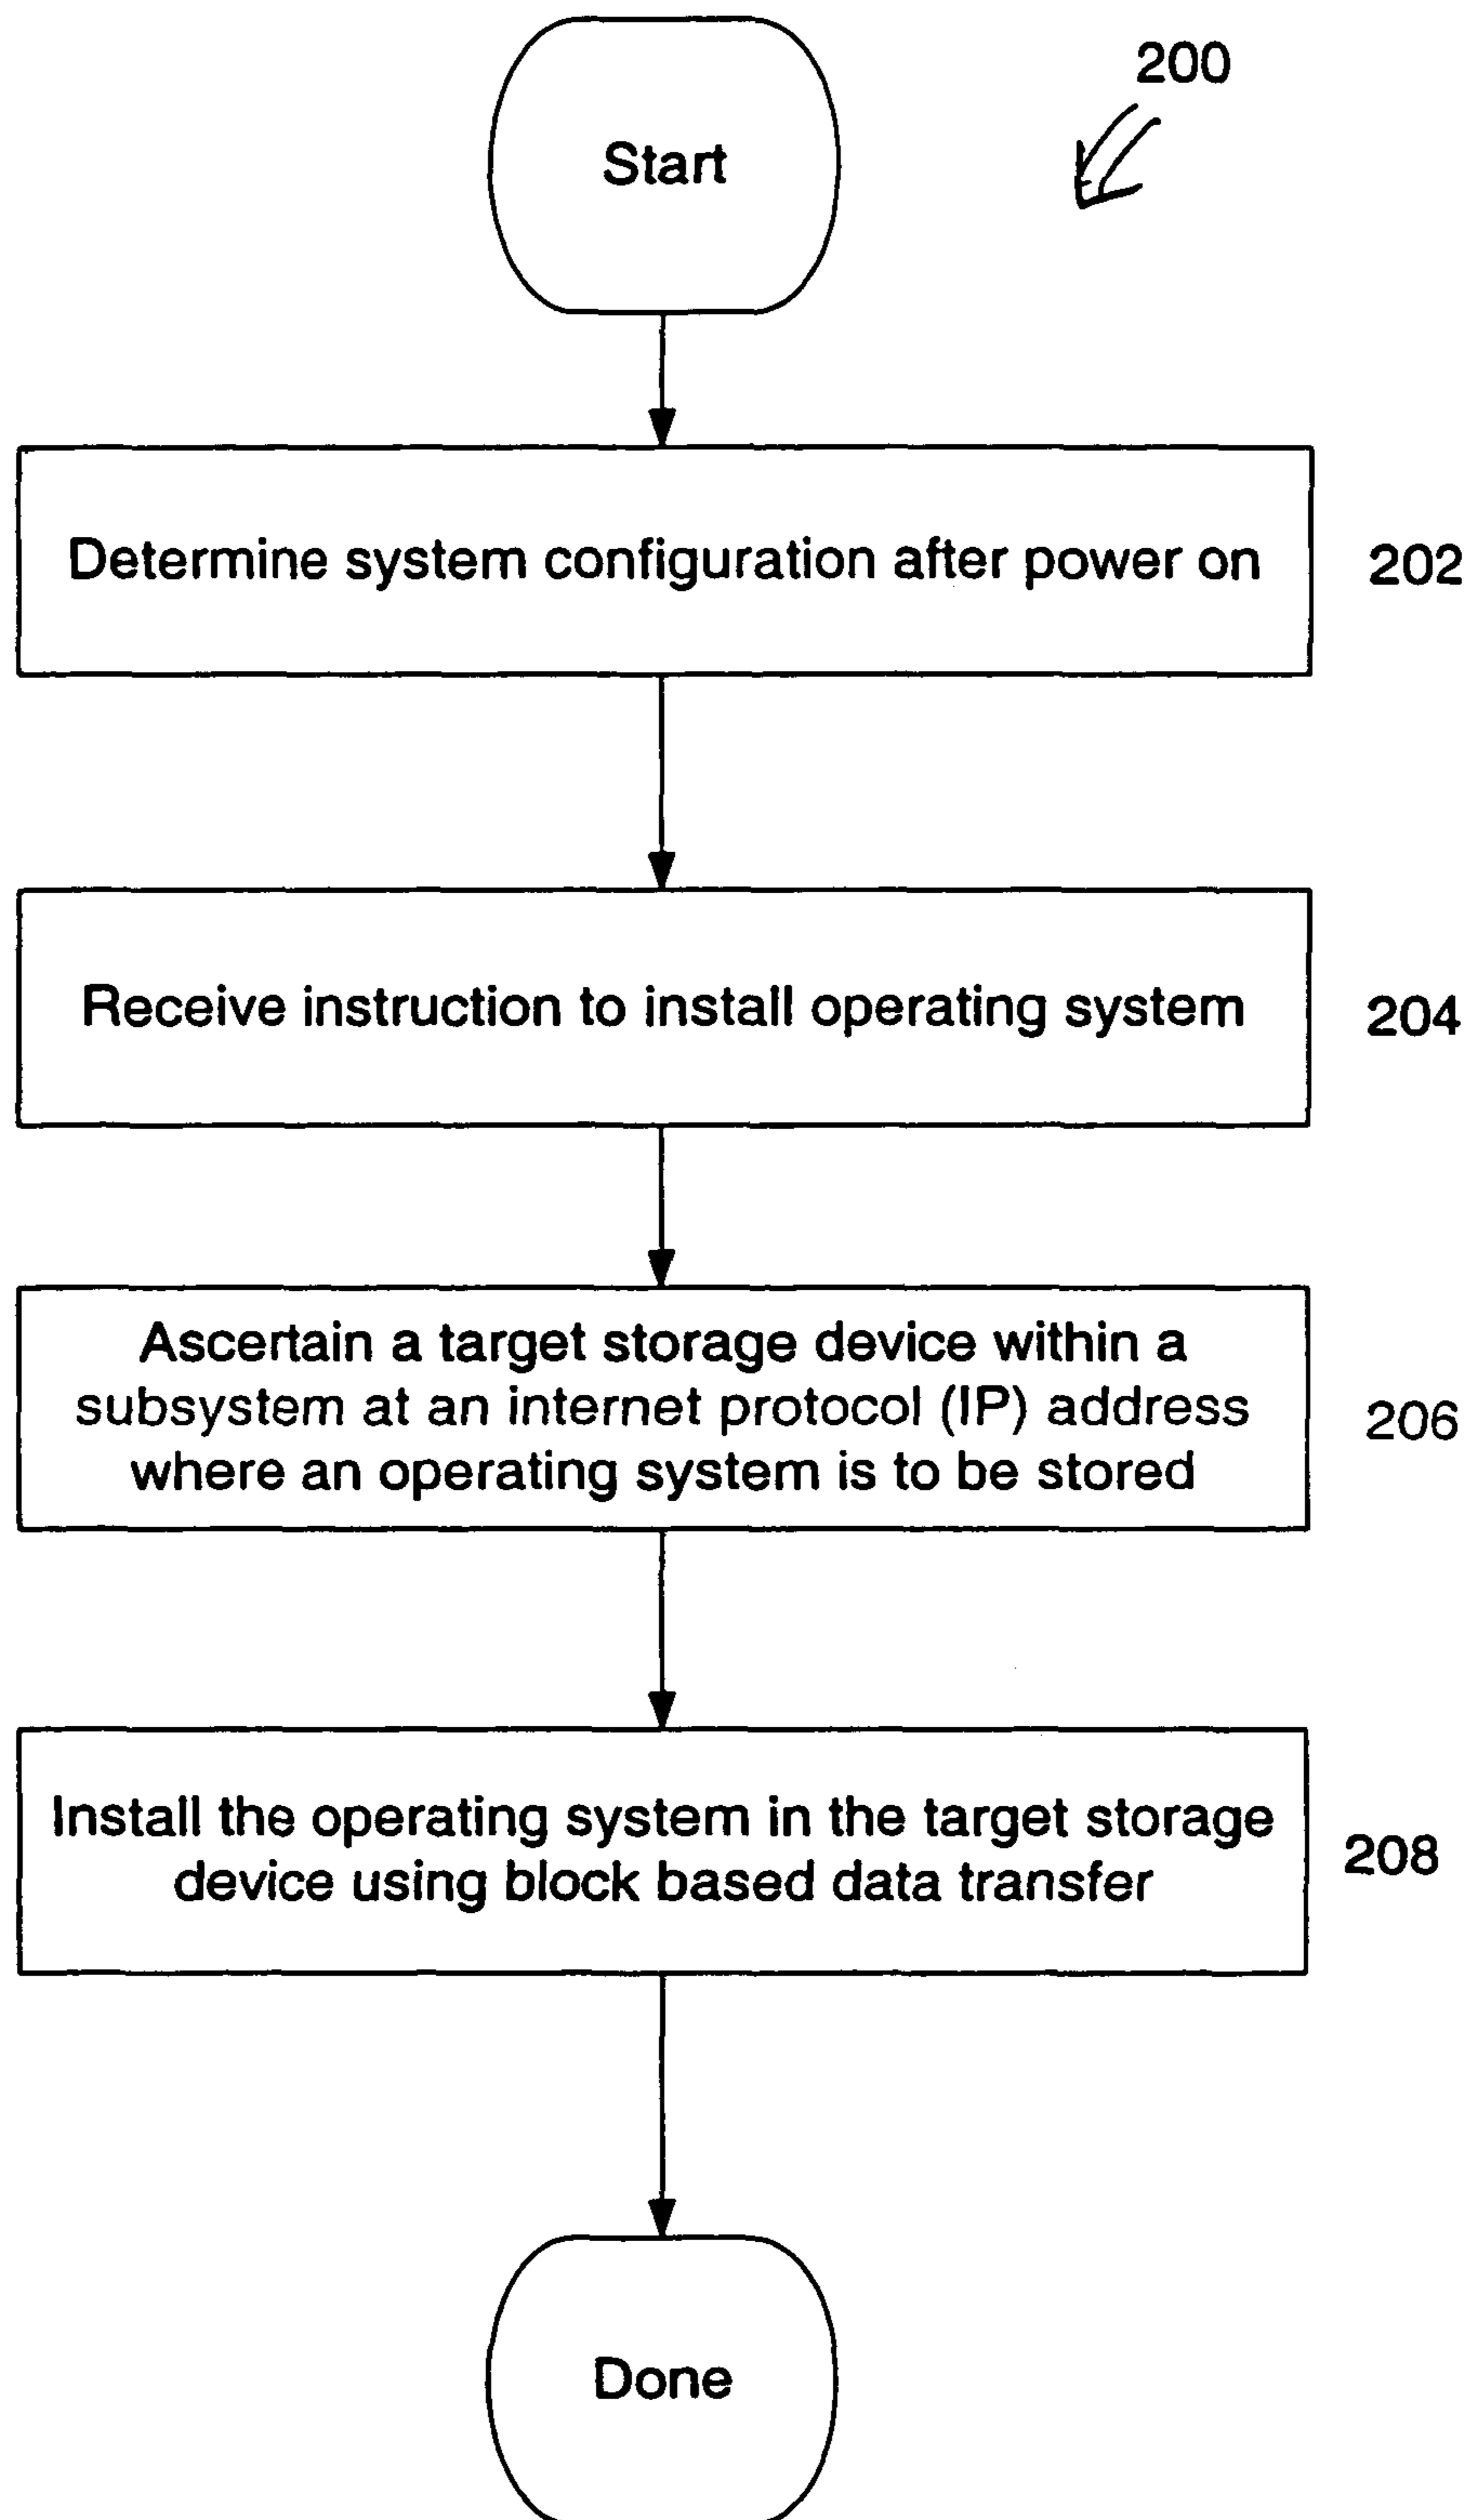 200
Start
Determine system configuration after power on
202
Receive instruction to install operating system
204
Ascertain a target storage device within a
subsystem at an internet protocol (IP) address
where an operating system is to be stored
206
Install the operating system in the target storage
device using block based data transfer
208
Done